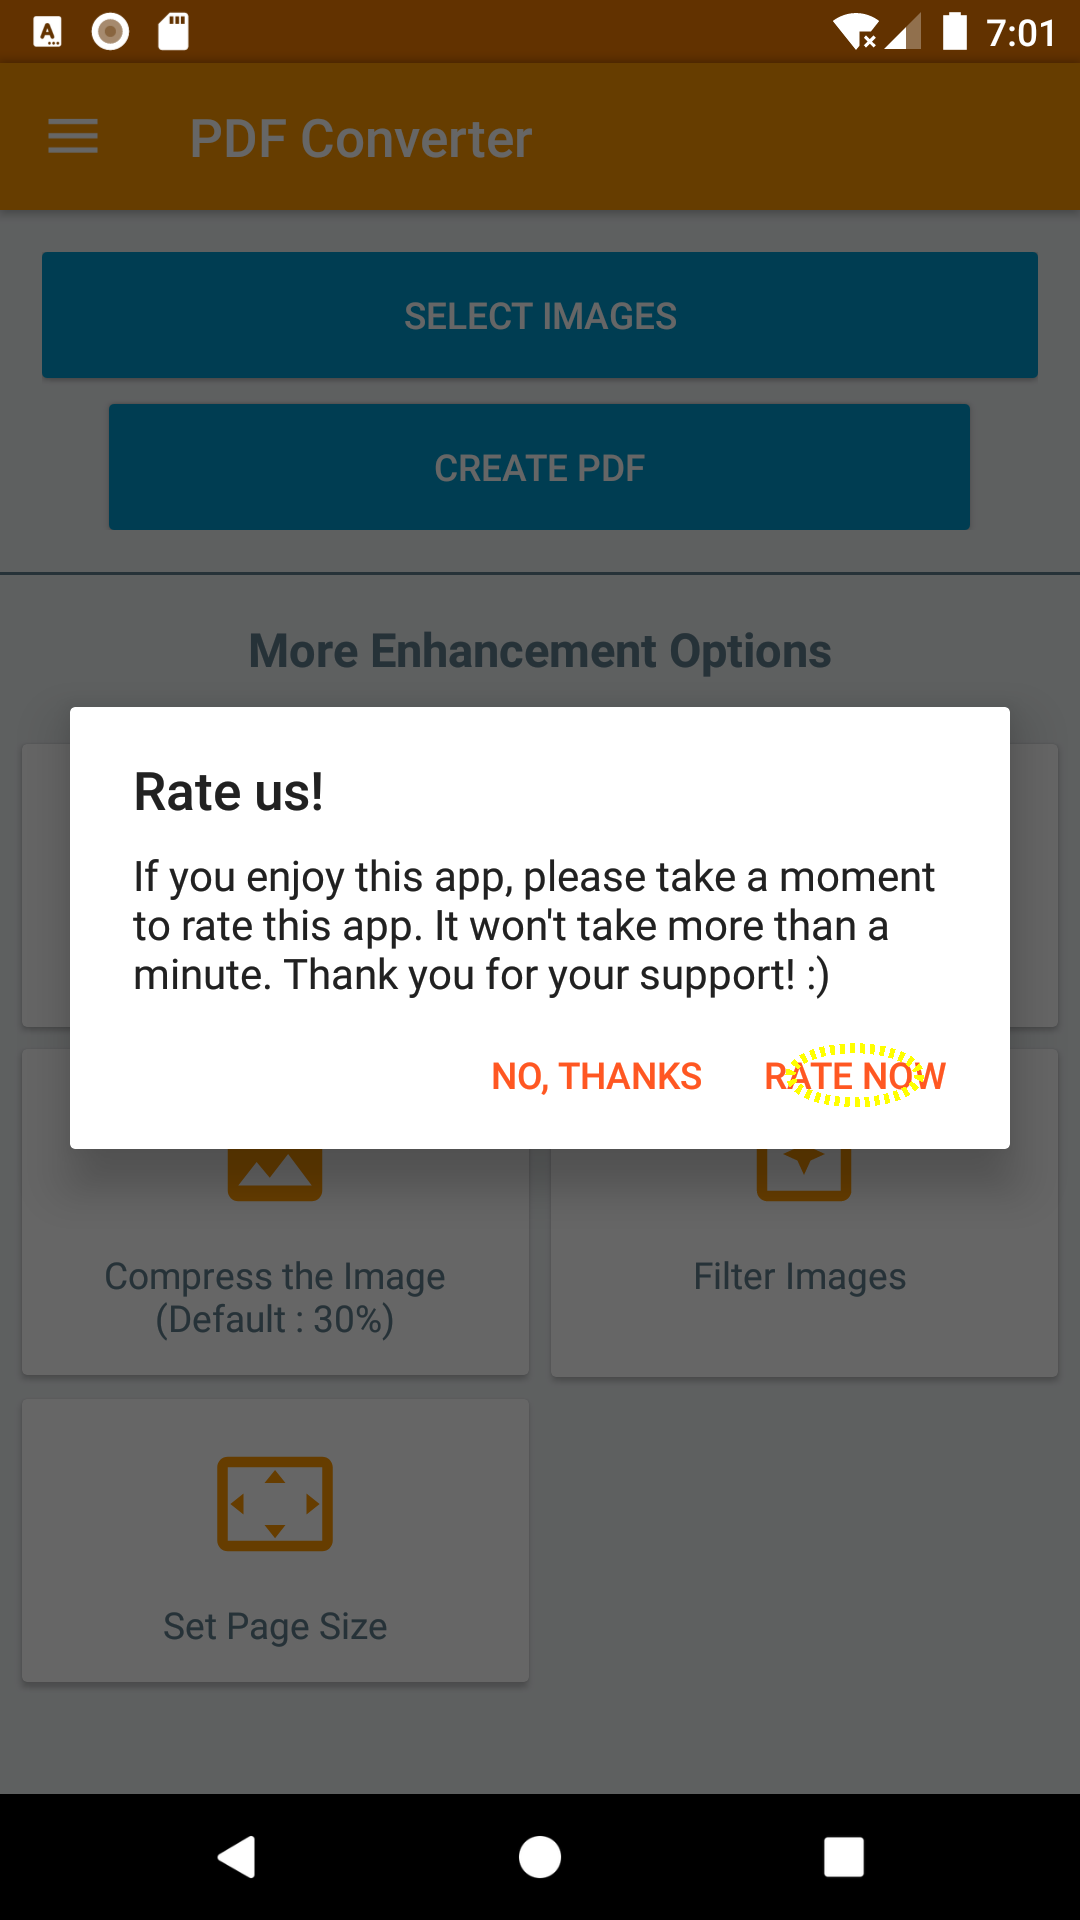 7:01
PDF Converter
SELECT IMAGES
CREATE PDF
More Enhancement Options
Rate us!
If you enjoy this app, please take a moment
to rate this app. It won't take more than a
minute. Thank you for your support! :)
NO, THANKS RATE NOW
Compress the Image
(Default : 30%)
Filter Images
Set Page Size